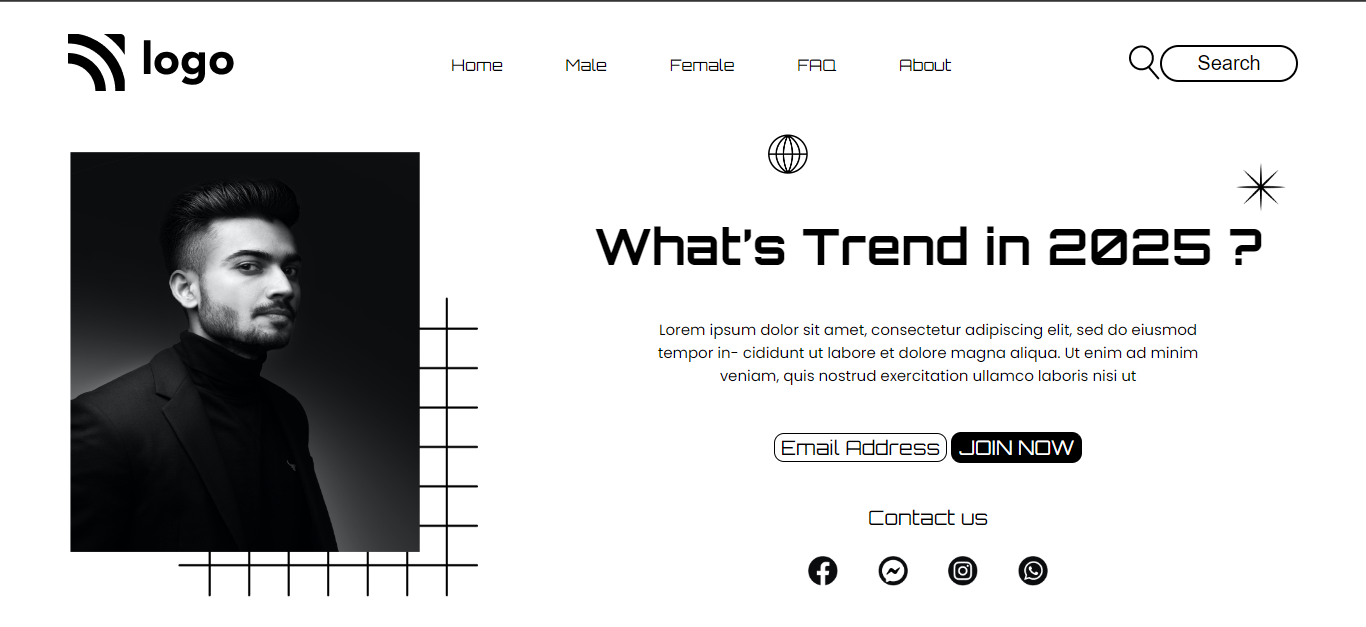 logo
Home
Male
Female
FAQ
About
Search
What's Trend in 2025 ?
Lorem ipsum dolor sit amet, consectetur adipiscing elit, sed do eiusmod
tempor in- cididunt ut labore et dolore magna aliqua. Ut enim ad minim
veniam, quis nostrud exercitation ullamco laboris nisi ut
Email Address
JOIN NOW
Contact us